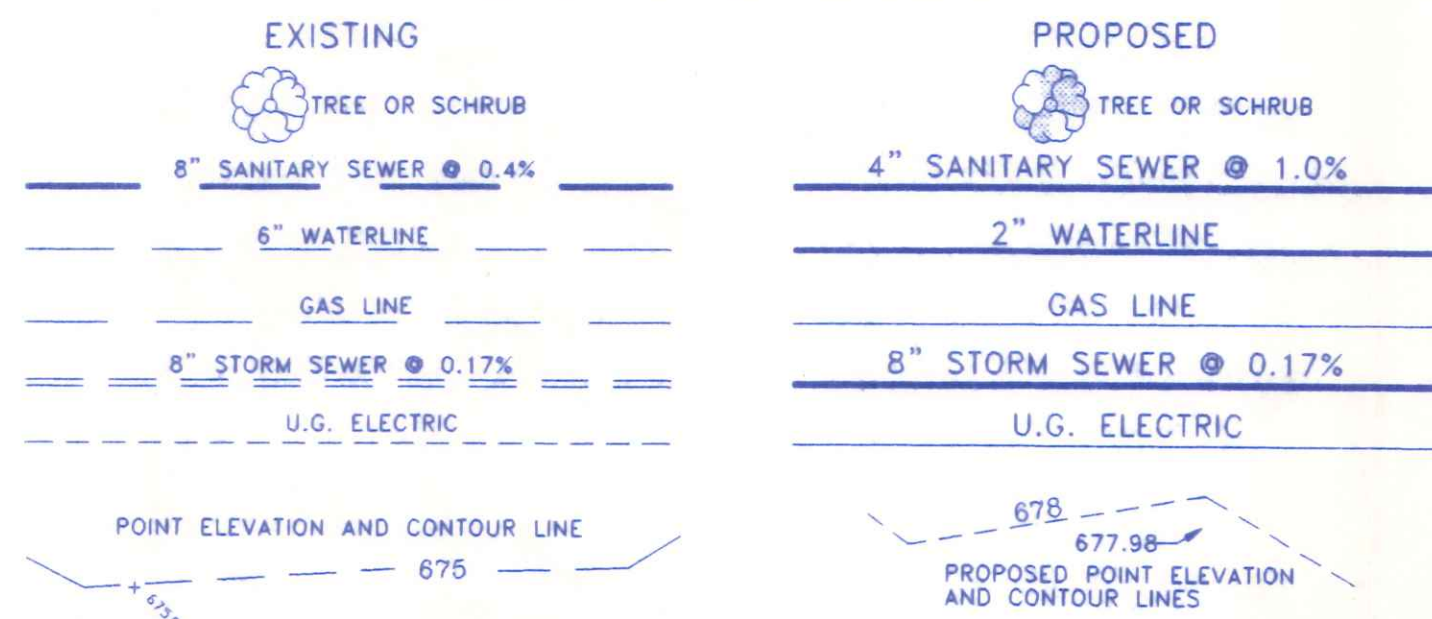 EXISTING
TREE OR SCHRUB
8" SANITARY SEWER @ 0.4%
6" WATERLINE
GAS LINE
8" STORM SEWER @ 0.17%
U.G. ELECTRIC
POINT ELEVATION AND CONTOUR LINE
675
PROPOSED
TREE OR SCHRUB
4" SANITARY SEWER @ 1.0%
2" WATERLINE
GAS LINE
8" STORM SEWER @ 0.17%
U.G. ELECTRIC
678
677.98
PROPOSED POINT ELEVATION
AND CONTOUR LINES